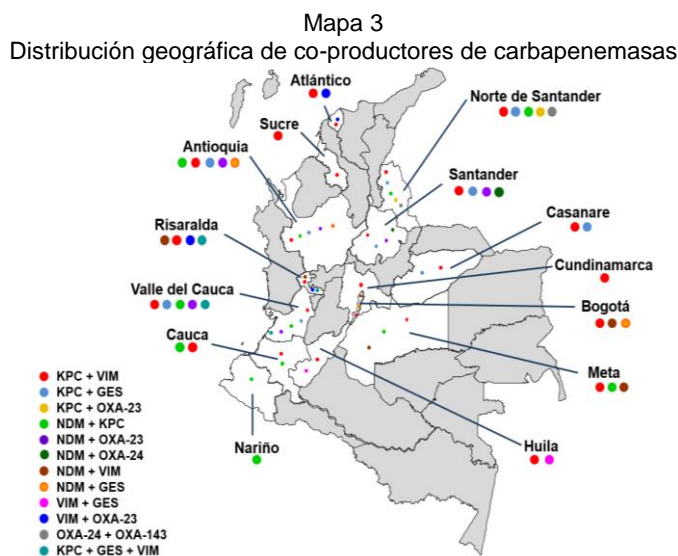 Mapa 3
Distribución geográfica de co-productores de carbapenemasas
Atlántico
Norte de Santander
Sucre
Antioquia
Santander
Casanare
Risaralda
Cundinamarca
Valle del Cauca
Bogotá
Cauca
Meta
Nariño
Huila
KPC + VIM
KPC + GES
KPC + OXA-23
NDM + KPC
NDM + OXA-23
NDM + OXA-24
NDM + VIM
NDM + GES
VIM + GES
VIM + OXA-23
OXA-24 + OXA-143
KPC + GES + VIM